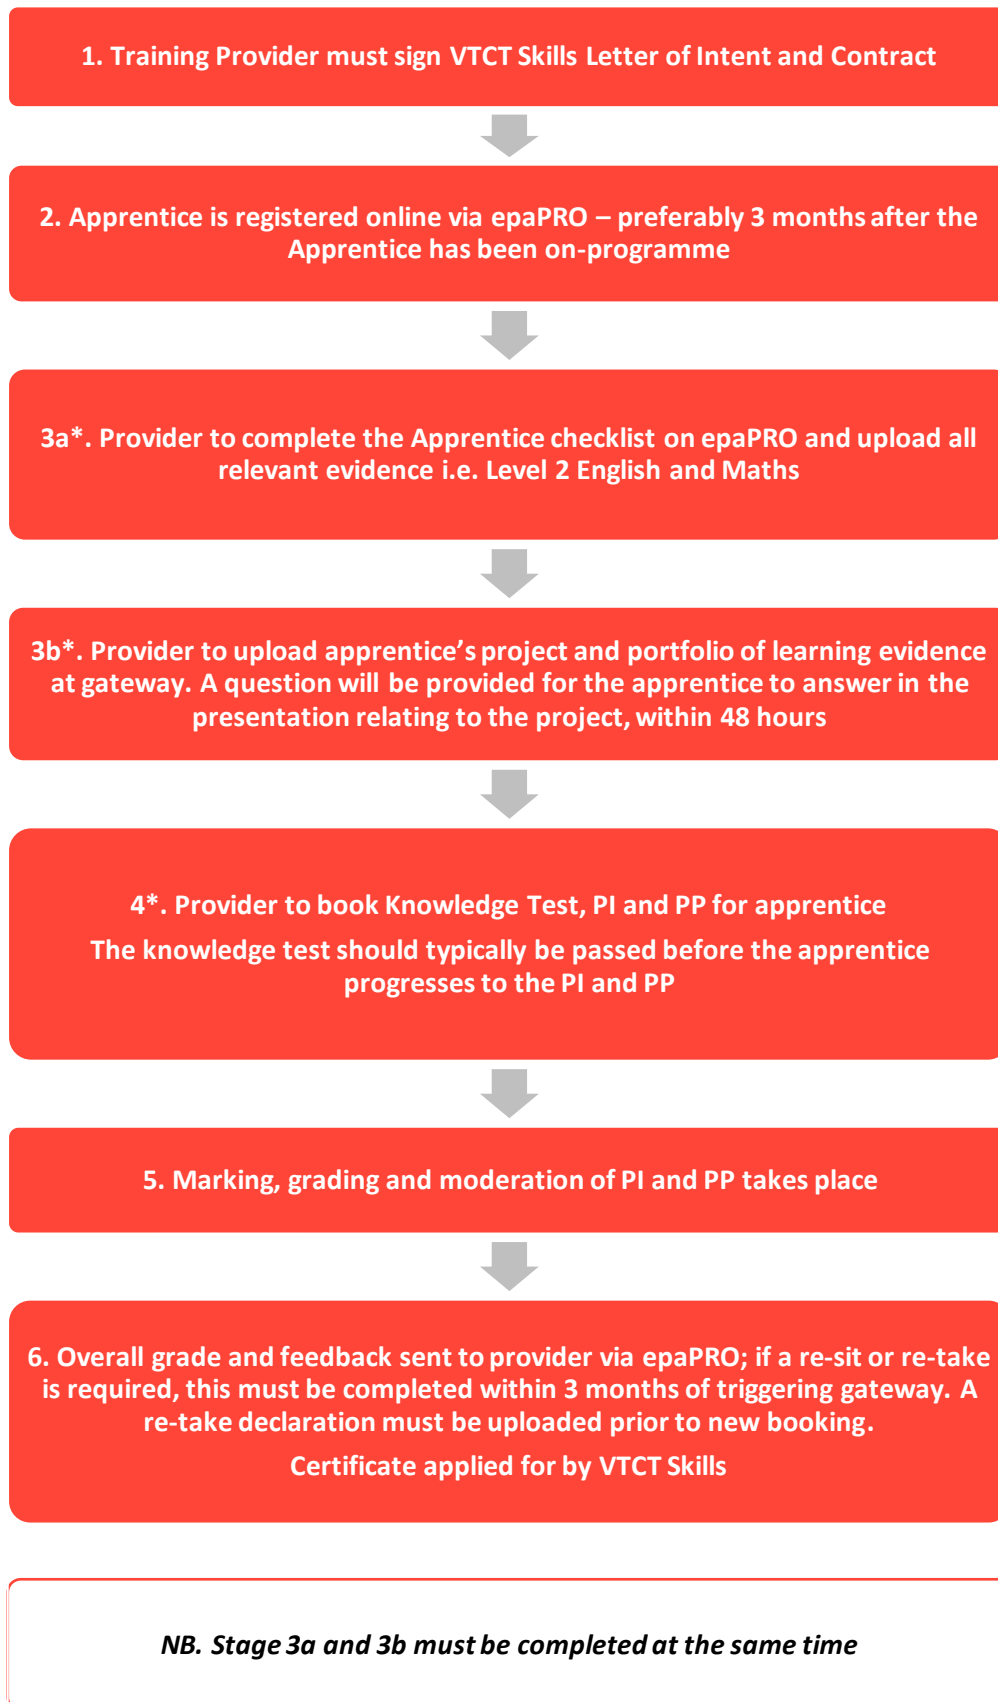 1. Training Provider must sign VTCT Skills Letter of Intent and Contract
2. Apprentice is registered online via epaPRO – preferably 3 months after the
Apprentice has been on-programme
3a*. Provider to complete the Apprentice checklist on epaPRO and upload all
relevant evidence i.e. Level 2 English and Maths
3b*. Provider to upload apprentice’s project and portfolio of learning evidence
at gateway. A question will be provided for the apprentice to answer in the
presentation relating to the project, within 48 hours
4*. Provider to book Knowledge Test, PI and PP for apprentice
The knowledge test should typically be passed before the apprentice
progresses to the PI and PP
5. Marking, grading and moderation of PI and PP takes place
6. Overall grade and feedback sent to provider via epaPRO; if a re-sit or re-take
is required, this must be completed within 3 months of triggering gateway. A
re-take declaration must be uploaded prior to new booking.
Certificate applied for by VTCT Skills
NB. Stage 3a and 3b must be completed at the same time